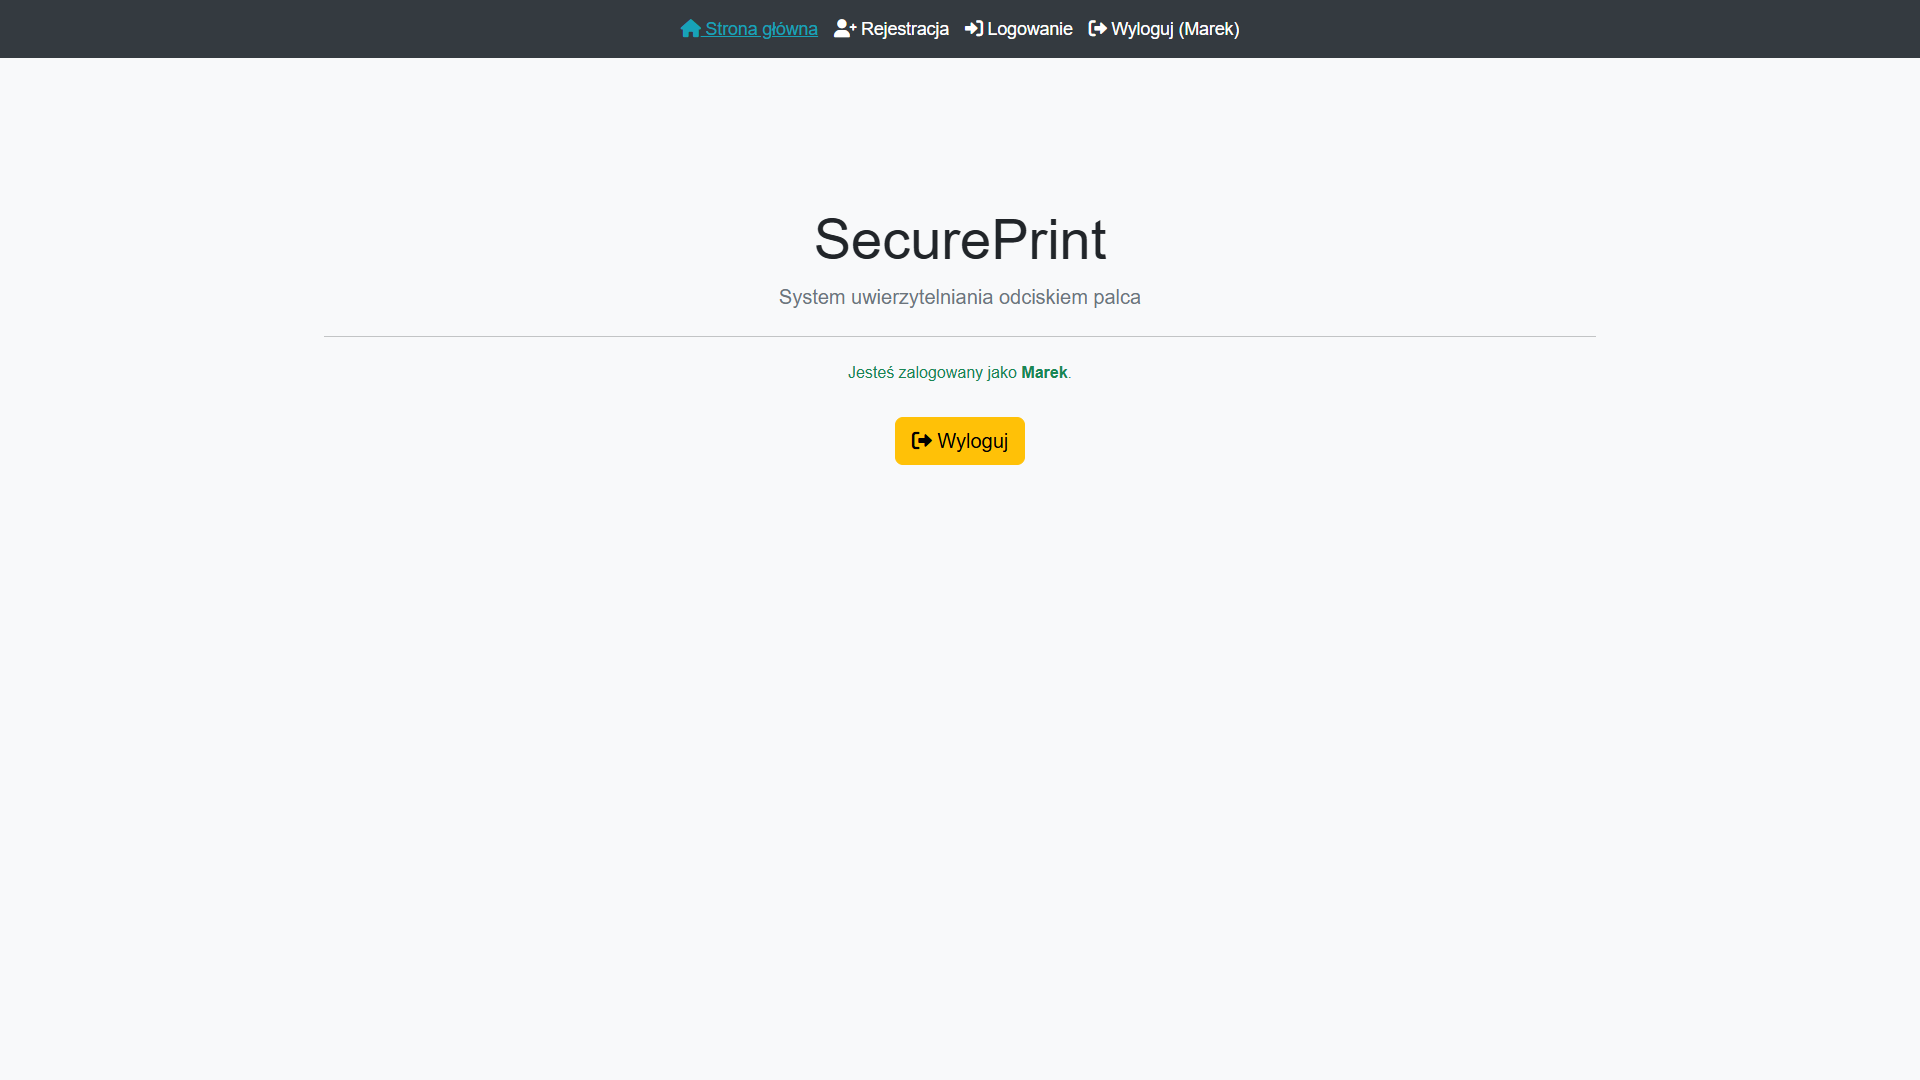 Strona główna Rejestracja Logowanie Wyloguj (Marek)
SecurePrint
System uwierzytelniania odciskiem palca
Jesteś zalogowany jako Marek.
Wyloguj